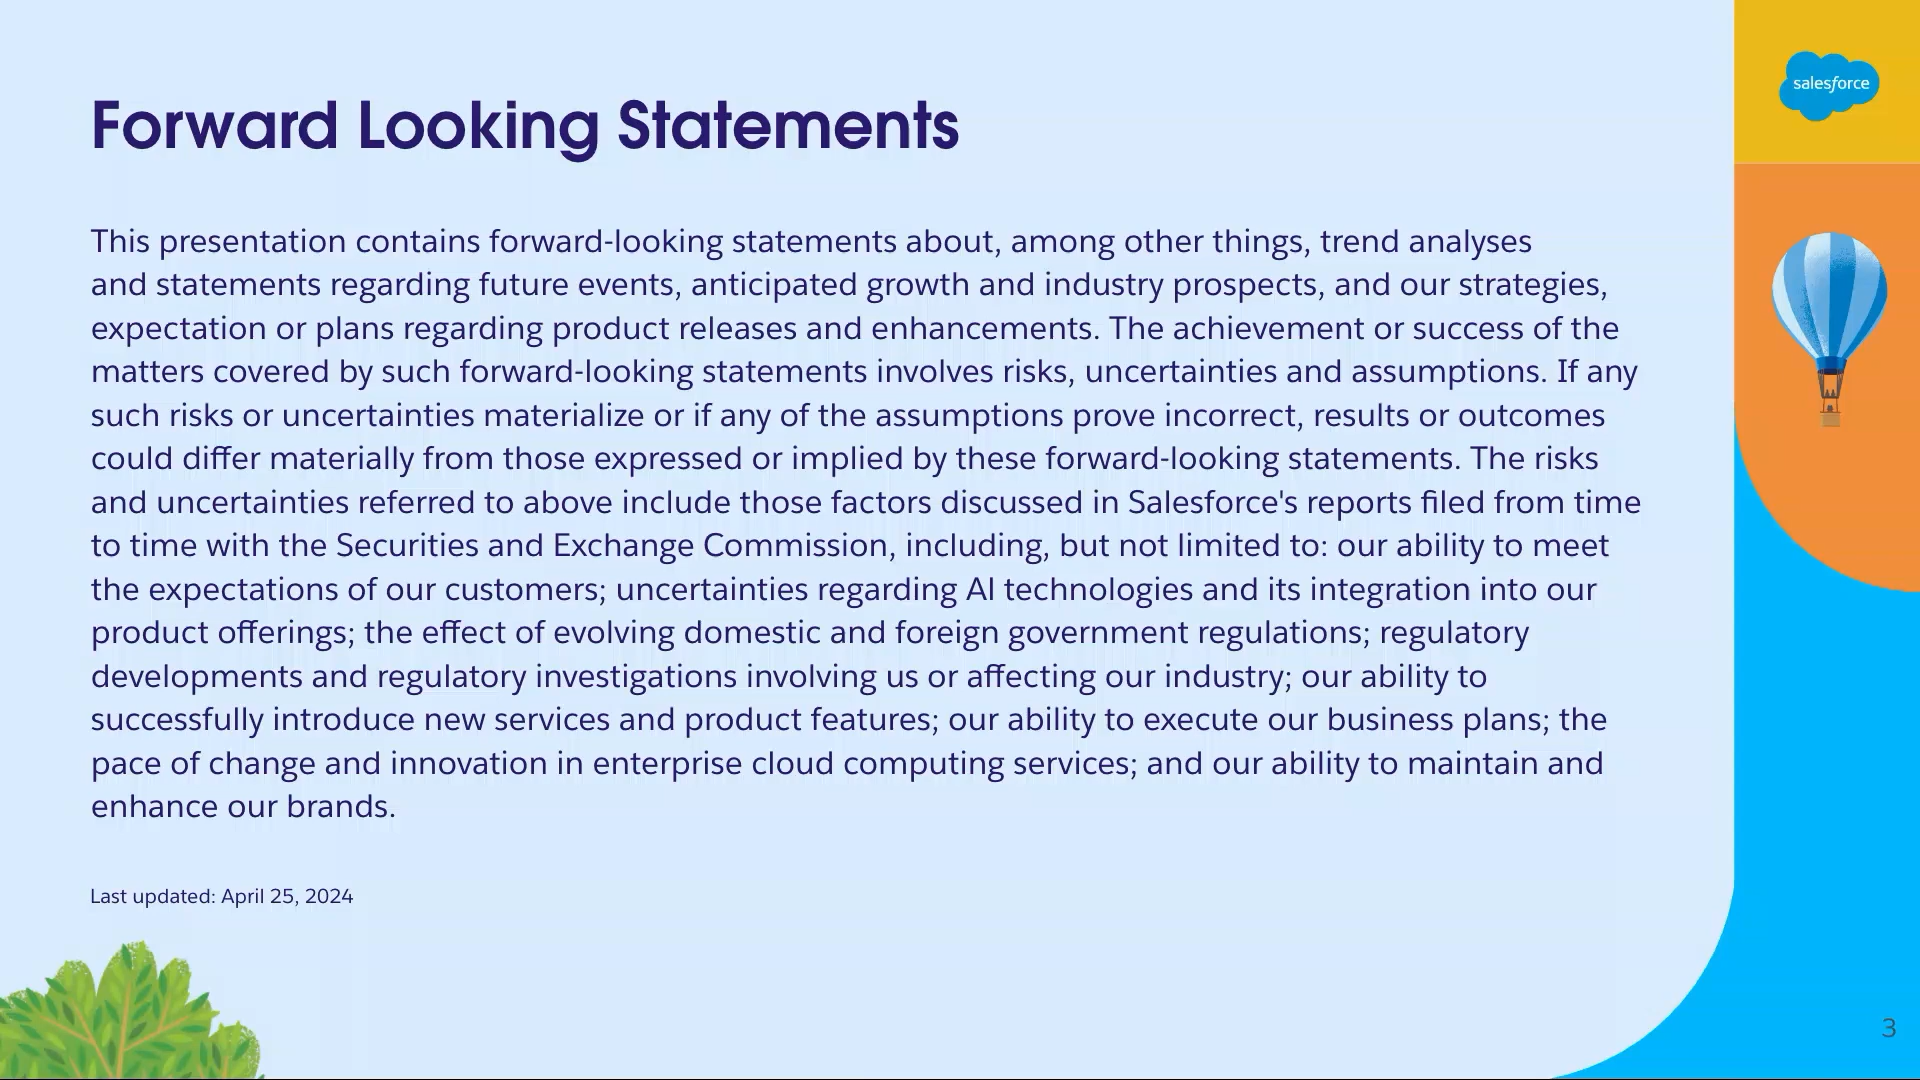 salesforce
Forward Looking Statements
This presentation contains forward-looking statements about, among other things, trend analyses
and statements regarding future events, anticipated growth and industry prospects, and our strategies,
expectation or plans regarding product releases and enhancements. The achievement or success of the
matters covered by such forward-looking statements involves risks, uncertainties and assumptions. If any
such risks or uncertainties materialize or if any of the assumptions prove incorrect, results or outcomes
could differ materially from those expressed or implied by these forward-looking statements. The risks
and uncertainties referred to above include those factors discussed in Salesforce's reports filed from time
to time with the Securities and Exchange Commission, including, but not limited to: our ability to meet
the expectations of our customers; uncertainties regarding AI technologies and its integration into our
product offerings; the effect of evolving domestic and foreign government regulations; regulatory
developments and regulatory investigations involving us or affecting our industry; our ability to
successfully introduce new services and product features; our ability to execute our business plans; the
pace of change and innovation in enterprise cloud computing services; and our ability to maintain and
enhance our brands.
Last updated: April 25, 2024
3